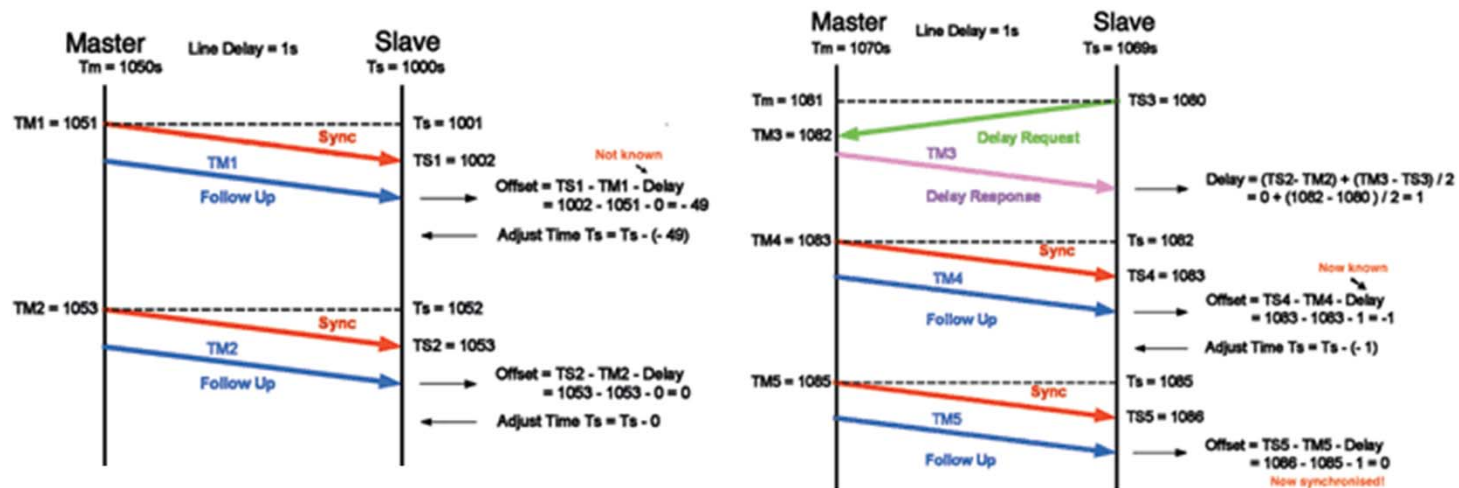 Master
Line Delay = 1s
Slave
Tm = 1050s
Ts = 1000s
TM1 = 1051
Ts = 1001
Sync
TS1 = 1002
TM1
Not known
Follow Up
Offset = TS1 - TM1 - Delay
= 1002 - 1051 - 0 = - 49
Adjust Time Ts = Ts - (- 49)
TM2 = 1053
Ts = 1052
Sync
TS2 = 1053
TM2
Follow Up
Offset = TS2 - TM2 - Delay
= 1053 - 1053 - 0 = 0
Adjust Time Ts = Ts - 0
Master
Line Delay = 1s
Slave
Tm = 1070s
Ts = 1069s
Tm = 1081
TS3 = 1080
TM3 = 1082
Delay Request
TM3
Delay Response
Delay = (TS2- TM2) + (TM3 - TS3) / 2
= 0 + (1082 - 1080 ) / 2 = 1
TM4 = 1083
Ts = 1082
Sync
TS4 = 1083
TM4
Now known
Follow Up
Offset = TS4 - TM4 - Delay
= 1083 - 1083 - 1 = -1
Adjust Time Ts = Ts - (- 1)
TM5 = 1085
Ts = 1085
Sync
TS5 = 1086
TM5
Follow Up
Offset = TS5 - TM5 - Delay
= 1086 - 1085 - 1 = 0
Now synchronised!